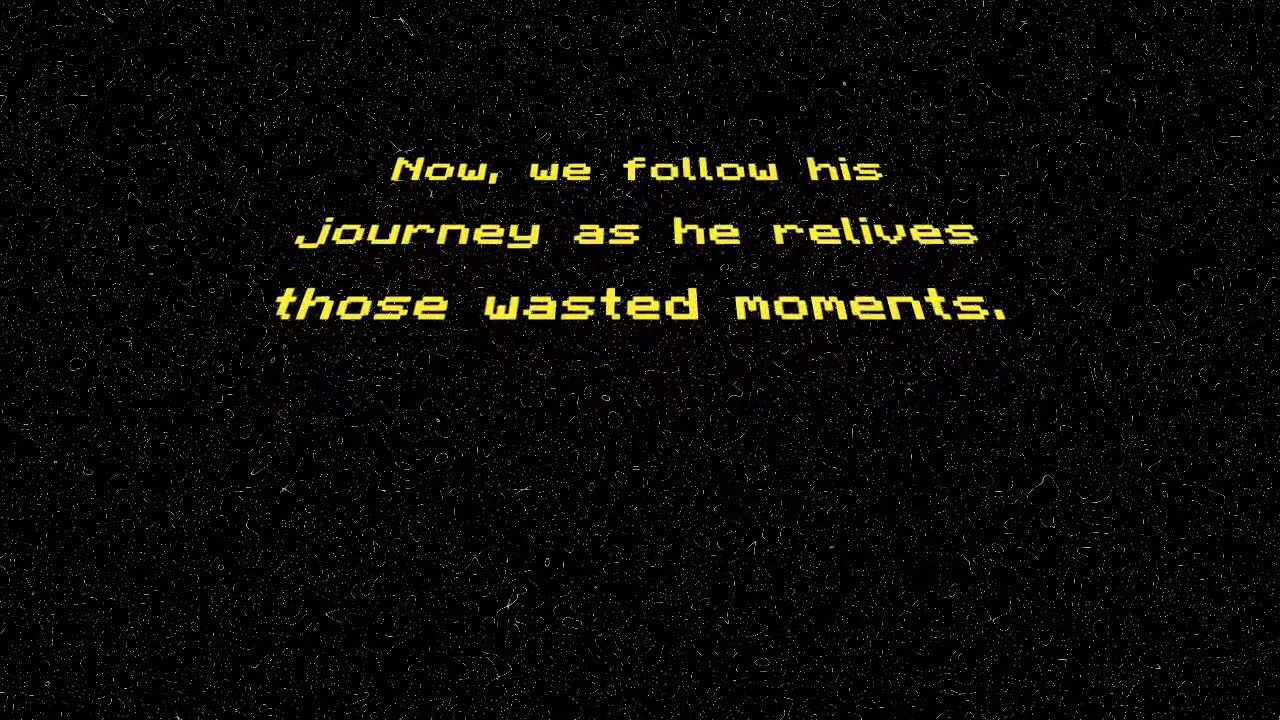 Now, we follow his
journey as he relives
those wasted moments.